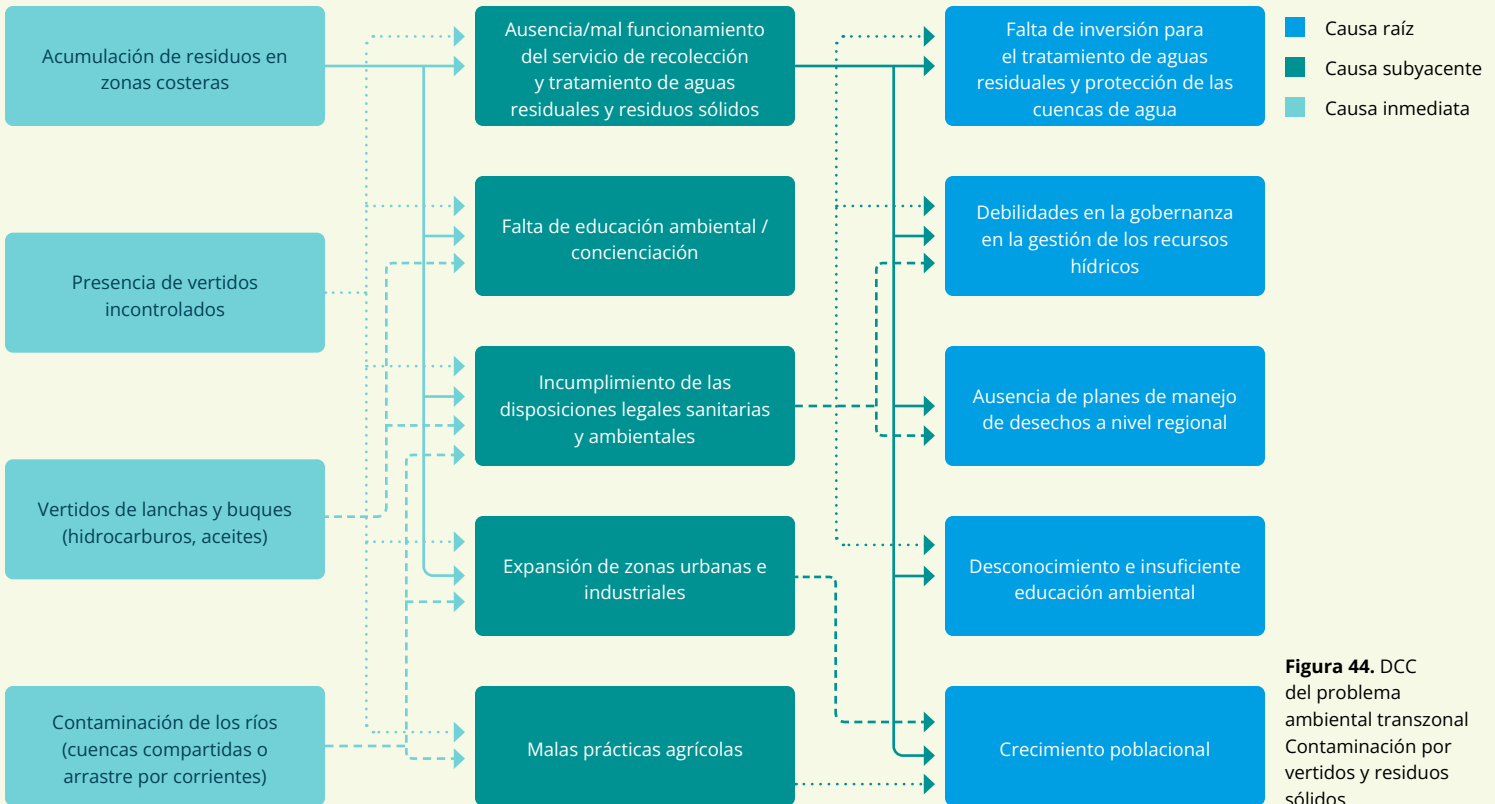 Acumulación de residuos en
zonas costeras
Presencia de vertidos
incontrolados
Vertidos de lanchas y buques
(hidrocarburos, aceites)
Contaminación de los ríos
(cuencas compartidas o
arrastre por corrientes)
Ausencia/mal funcionamiento
del servicio de recolección
y tratamiento de aguas
residuales y residuos sólidos
Falta de educación ambiental /
concienciación
Incumplimiento de las
disposiciones legales sanitarias
y ambientales
Expansión de zonas urbanas e
industriales
Malas prácticas agrícolas
Falta de inversión para
el tratamiento de aguas
residuales y protección de las
cuencas de agua
Debilidades en la gobernanza
en la gestión de los recursos
hídricos
Ausencia de planes de manejo
de desechos a nivel regional
Desconocimiento e insuficiente
educación ambiental
Crecimiento poblacional
Causa raíz
Causa subyacente
Causa inmediata
Figura 44. DCC
del problema
ambiental transzonal
Contaminación por
vertidos y residuos
sólidos